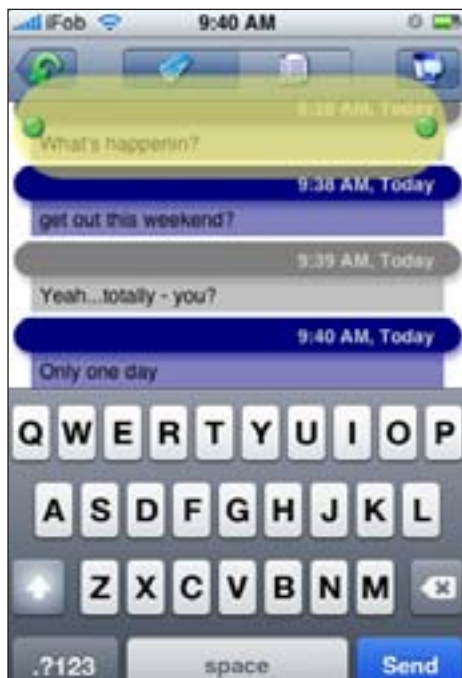 iFob 9:40 AM
9:38 AM, Today
What's happenin?
9:38 AM, Today
get out this weekend?
9:39 AM, Today
Yeah...totally - you?
9:40 AM, Today
Only one day
Q W E R T Y U I O P
A S D F G H J K L
Z X C V B N M
.?123 space Send